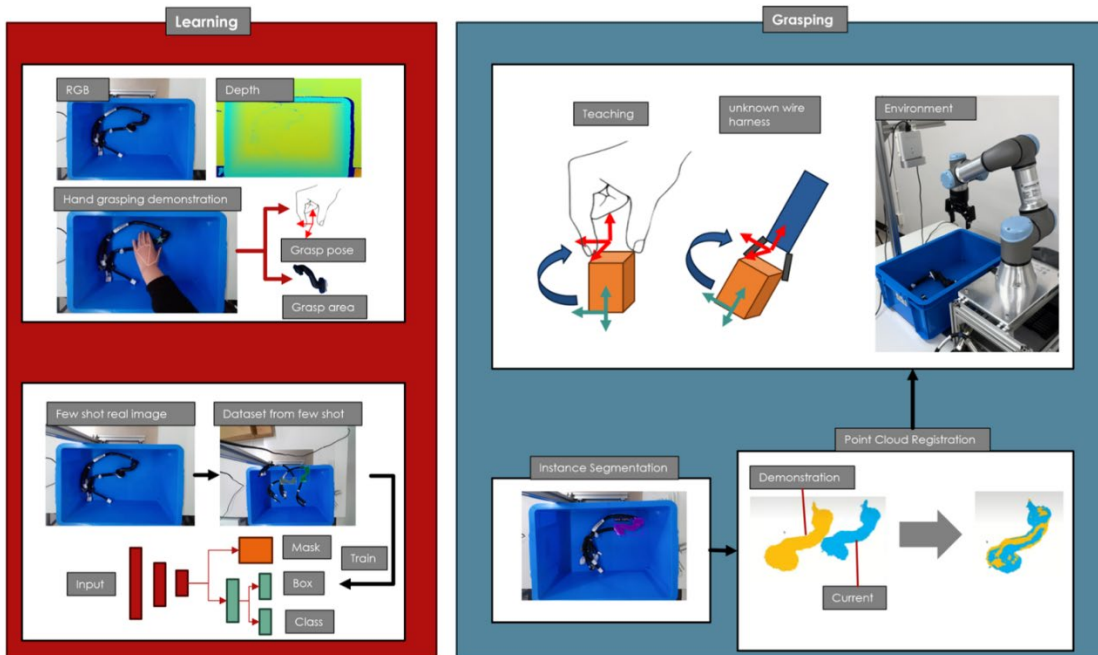 Learning
RGB
Depth
Hand grasping demonstration
Grasp pose
Grasp area
Few shot real image
Dataset from few shot
Input
Mask
Box
Class
Train
Grasping
Teaching
unknown wire
harness
Environment
Instance Segmentation
Point Cloud Registration
Demonstration
Current